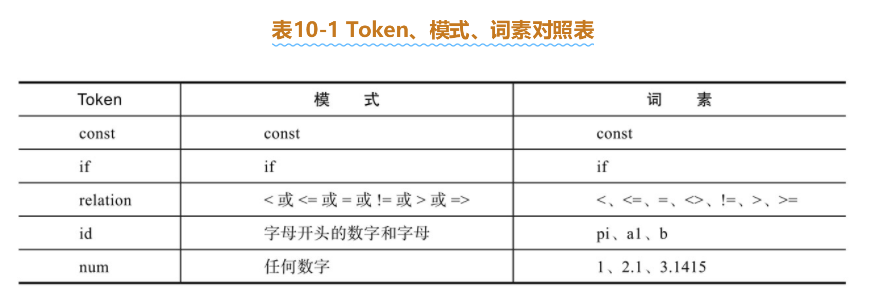 表10-1 Token、模式、词素对照表
Token 模 式 词 素
const const const
if if if
relation < 或 <= 或 = 或 != 或 > 或 => <、<=、=、<>、!=、>、>=
id 字母开头的数字和字母 pi、a1、b
num 任何数字 1、2.1、3.1415